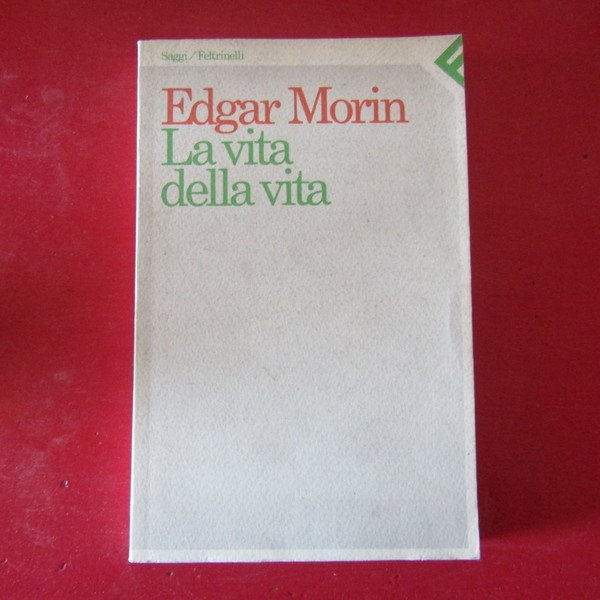 Saggi/Feltrinelli
Edgar Morin
La vita
della vita